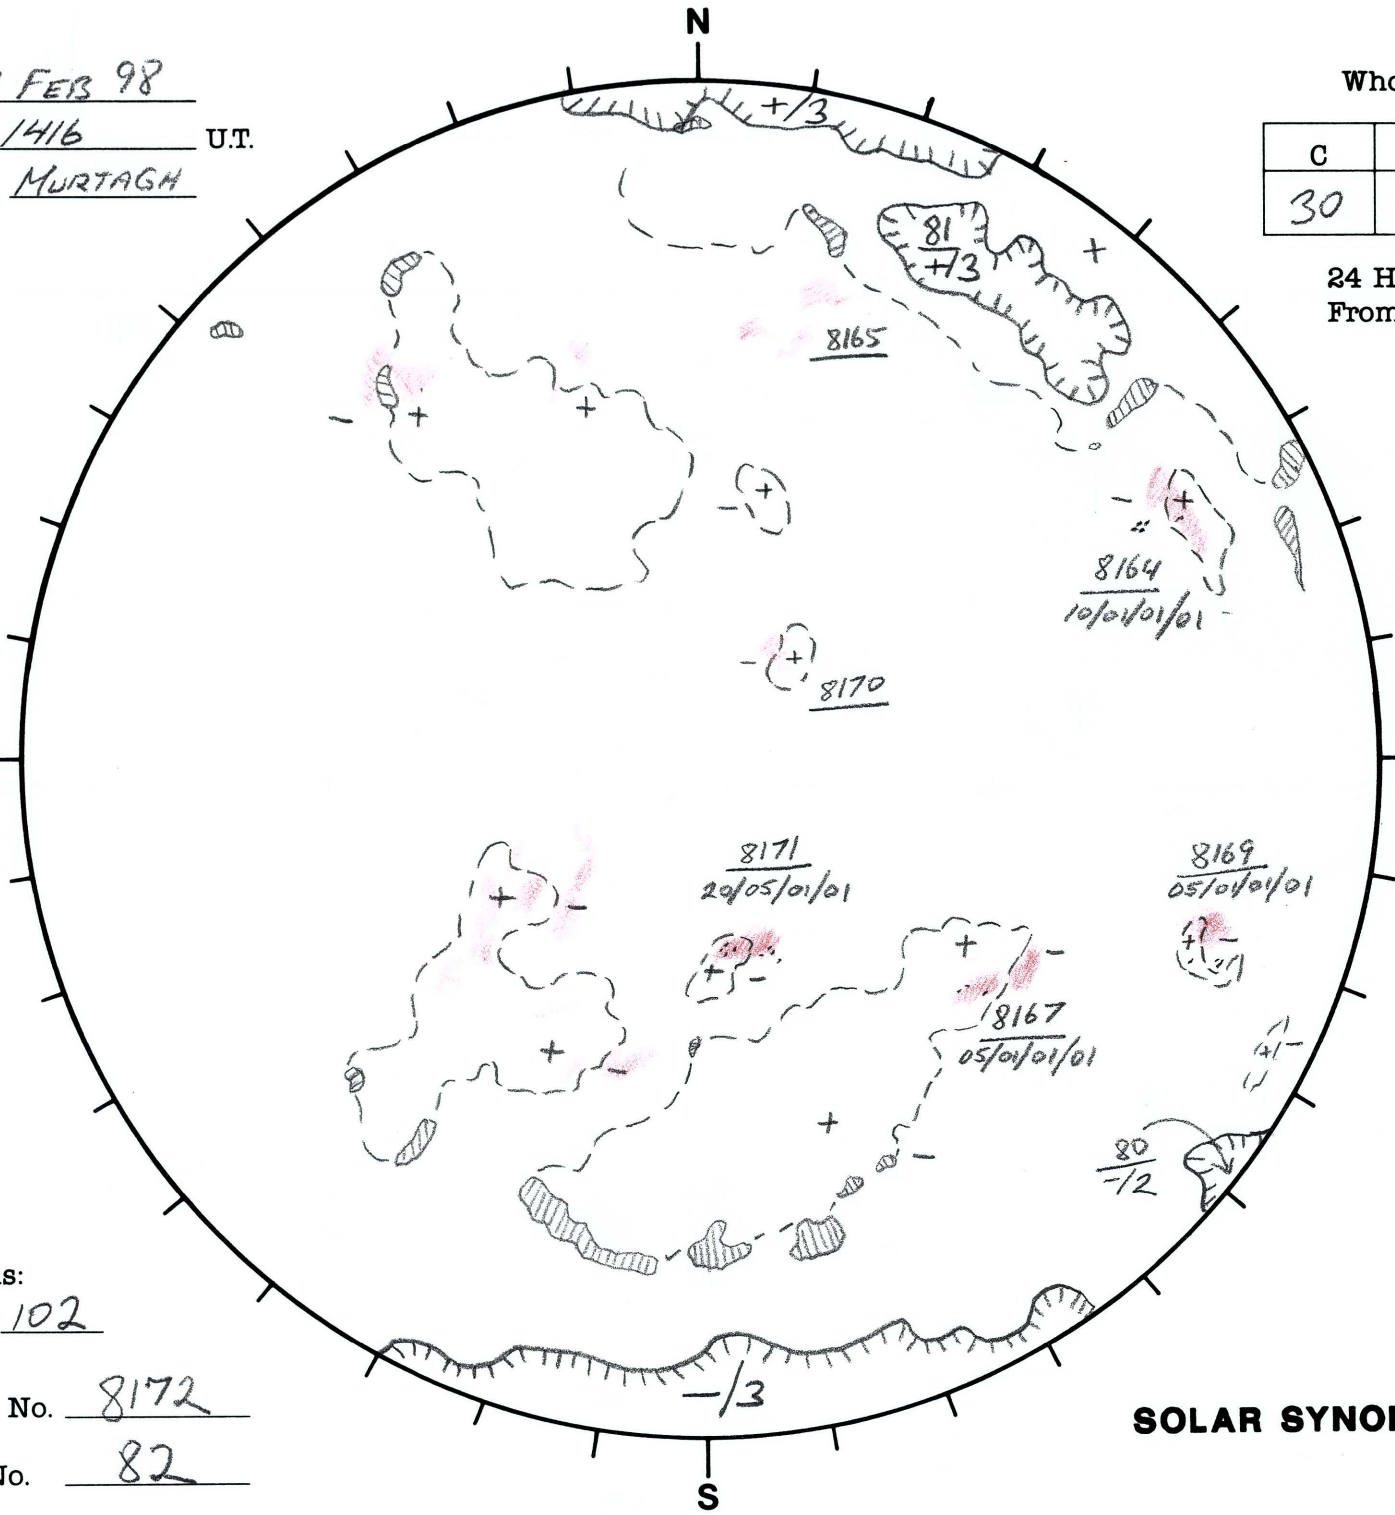 N
FEB 98
1416 U.T.
MURTAGH
Who
C
30
24 H
From
+/3
81
+/3
+
8165
- + +
+
-
- +
8164
10/01/01/01
- +
8170
8171
20/05/01/01
8169
05/01/01/01
+ -
+ -
+ -
+ -
8167
05/01/01/01
+ -
+ -
+ -
80
-/2
s:
102
-/3
No. 8172
No. 82
SOLAR SYNO
S